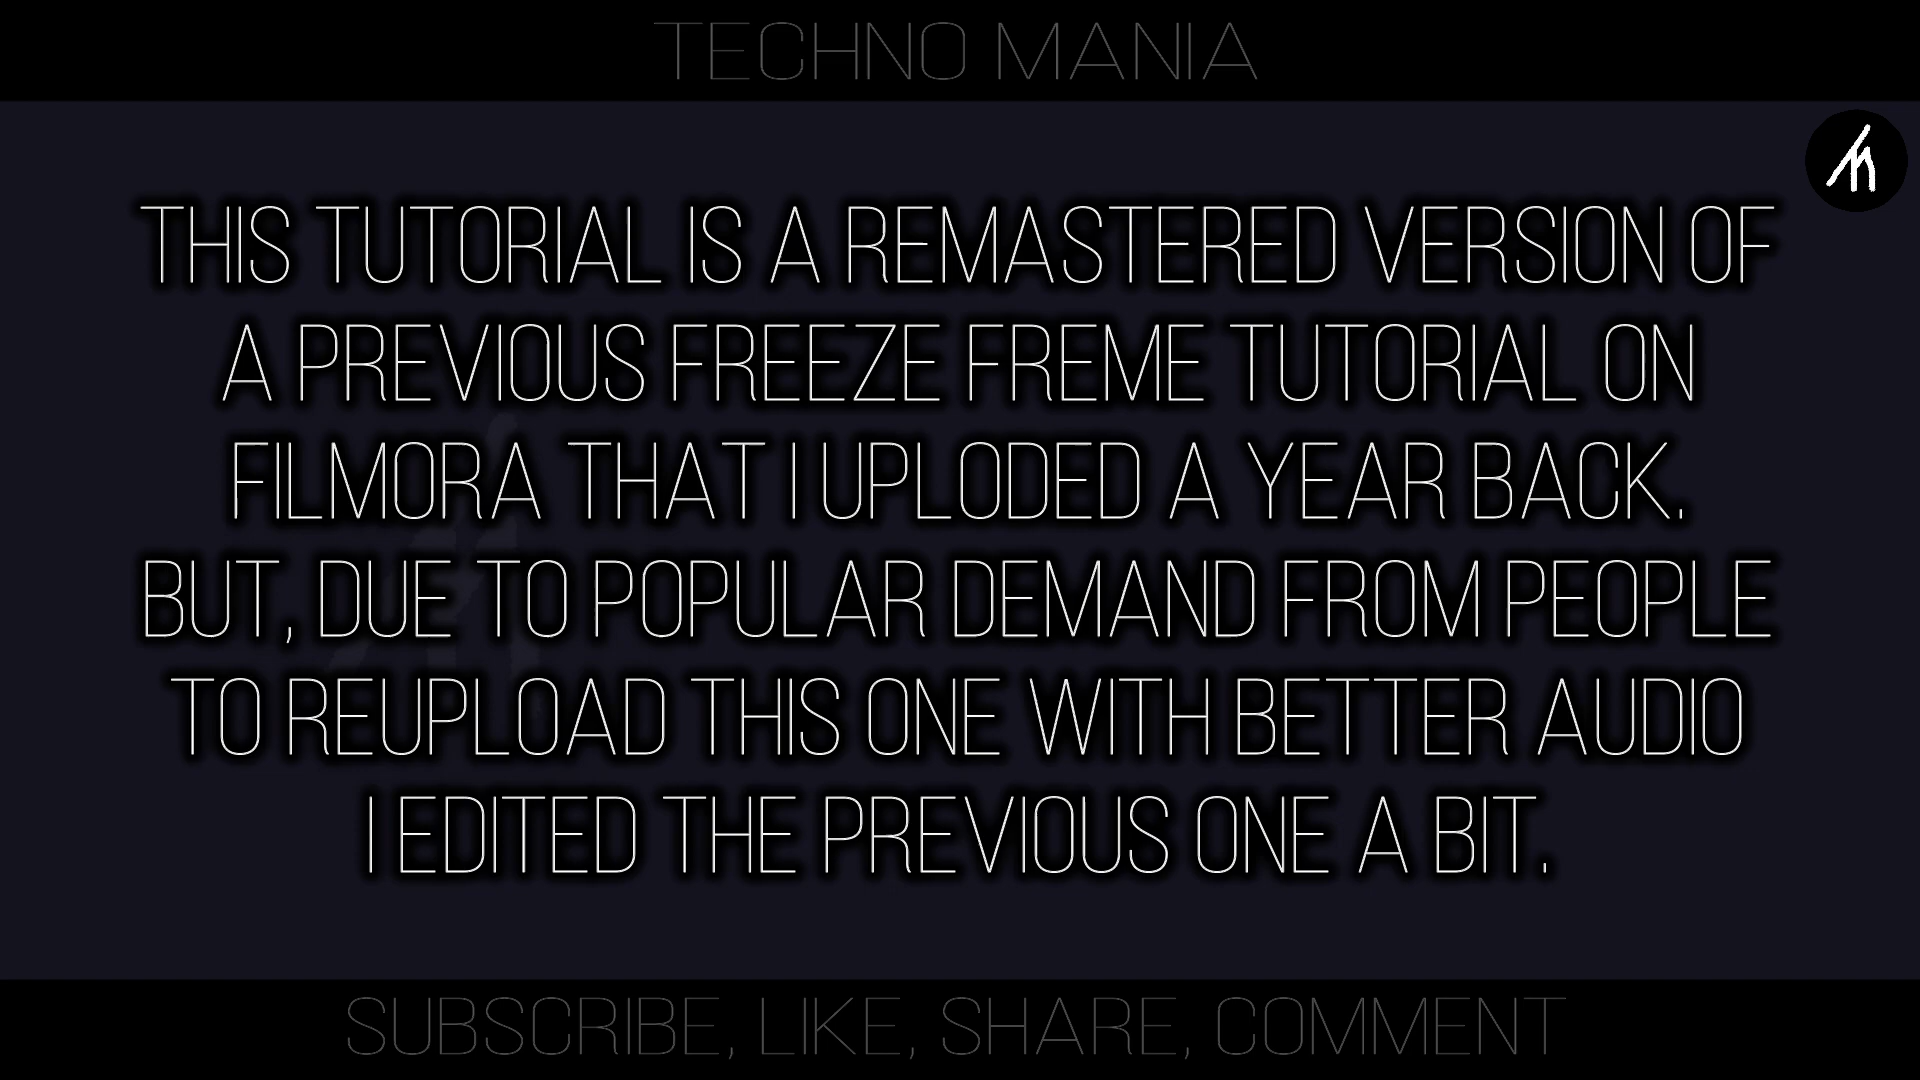 TECHNO MANIA
THIS TUTORIAL IS A REMASTERED VERSION OF
A PREVIOUS FREEZE FREME TUTORIAL ON
FILMORA THAT I UPLODED A YEAR BACK.
BUT, DUE TO POPULAR DEMAND FROM PEOPLE
TO REUPLOAD THIS ONE WITH BETTER AUDIO
I EDITED THE PREVIOUS ONE A BIT.
SUBSCRIBE, LIKE, SHARE, COMMENT